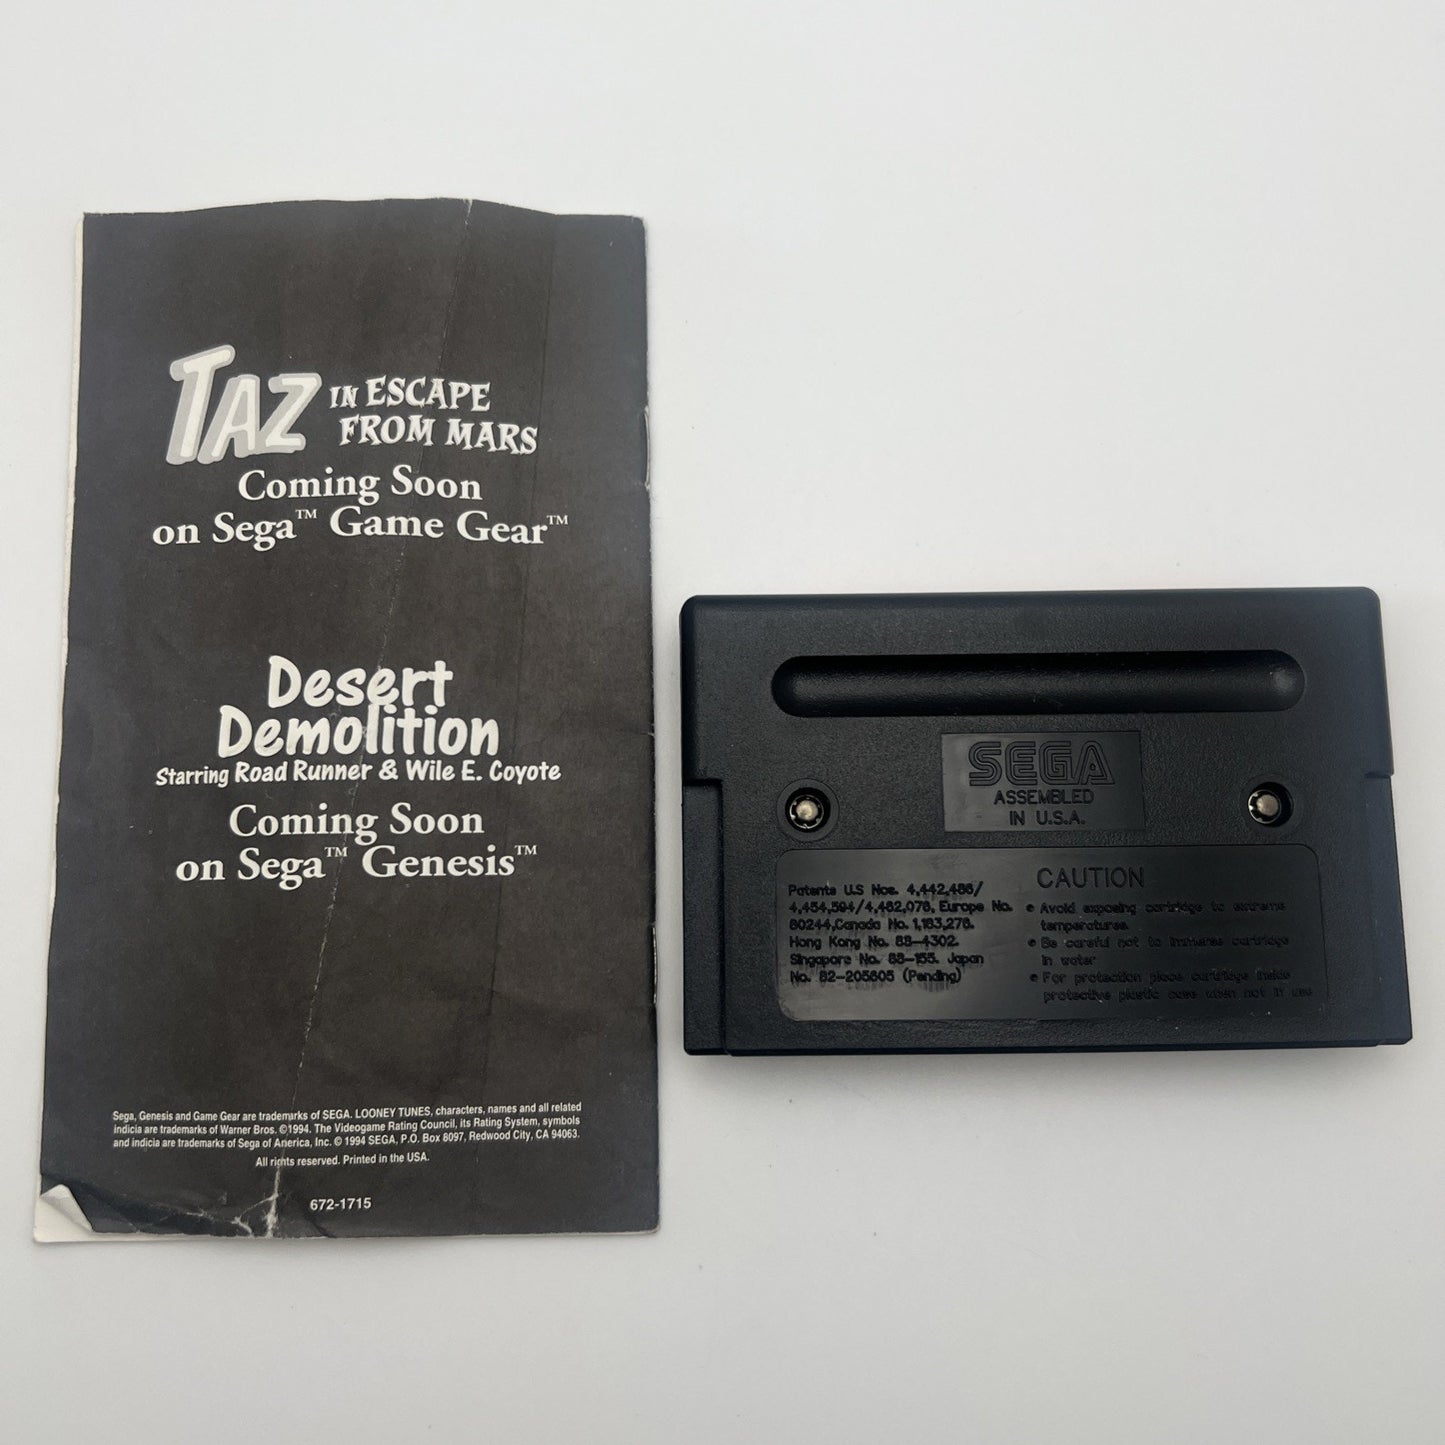 TAZ IN ESCAPE
FROM MARS
Coming Soon
on Sega™ Game Gear™
Desert
Demolition
Starring Road Runner & Wile E. Coyote
Coming Soon
on Sega™ Genesis™
Sega, Genesis and Game Gear are trademarks of SEGA. LOONEY TUNES, characters, names and all related
indicia are trademarks of Warner Bros. ©1994. The Videogame Rating Council, its Rating System, symbols
and indicia are trademarks of Sega of America, Inc. © 1994 SEGA, P.O. Box 8097, Redwood City, CA 94063.
All rights reserved. Printed in the USA.
672-1715
SEGA
ASSEMBLED
IN U.S.A.
Patents U.S Nos. 4,442,486/
4,454,594/4,462,076, Europe No.
80244,Canada No. 1,183,276.
Hong Kong No. 88-4302.
Singapore No. 88-155. Japan
No. 82-205605 (Pending)
CAUTION
• Avoid exposing cartridge to extreme
temperatures.
• Be careful not to immerse cartridge
in water
• For protection place cartridge inside
protective plastic case when not in use